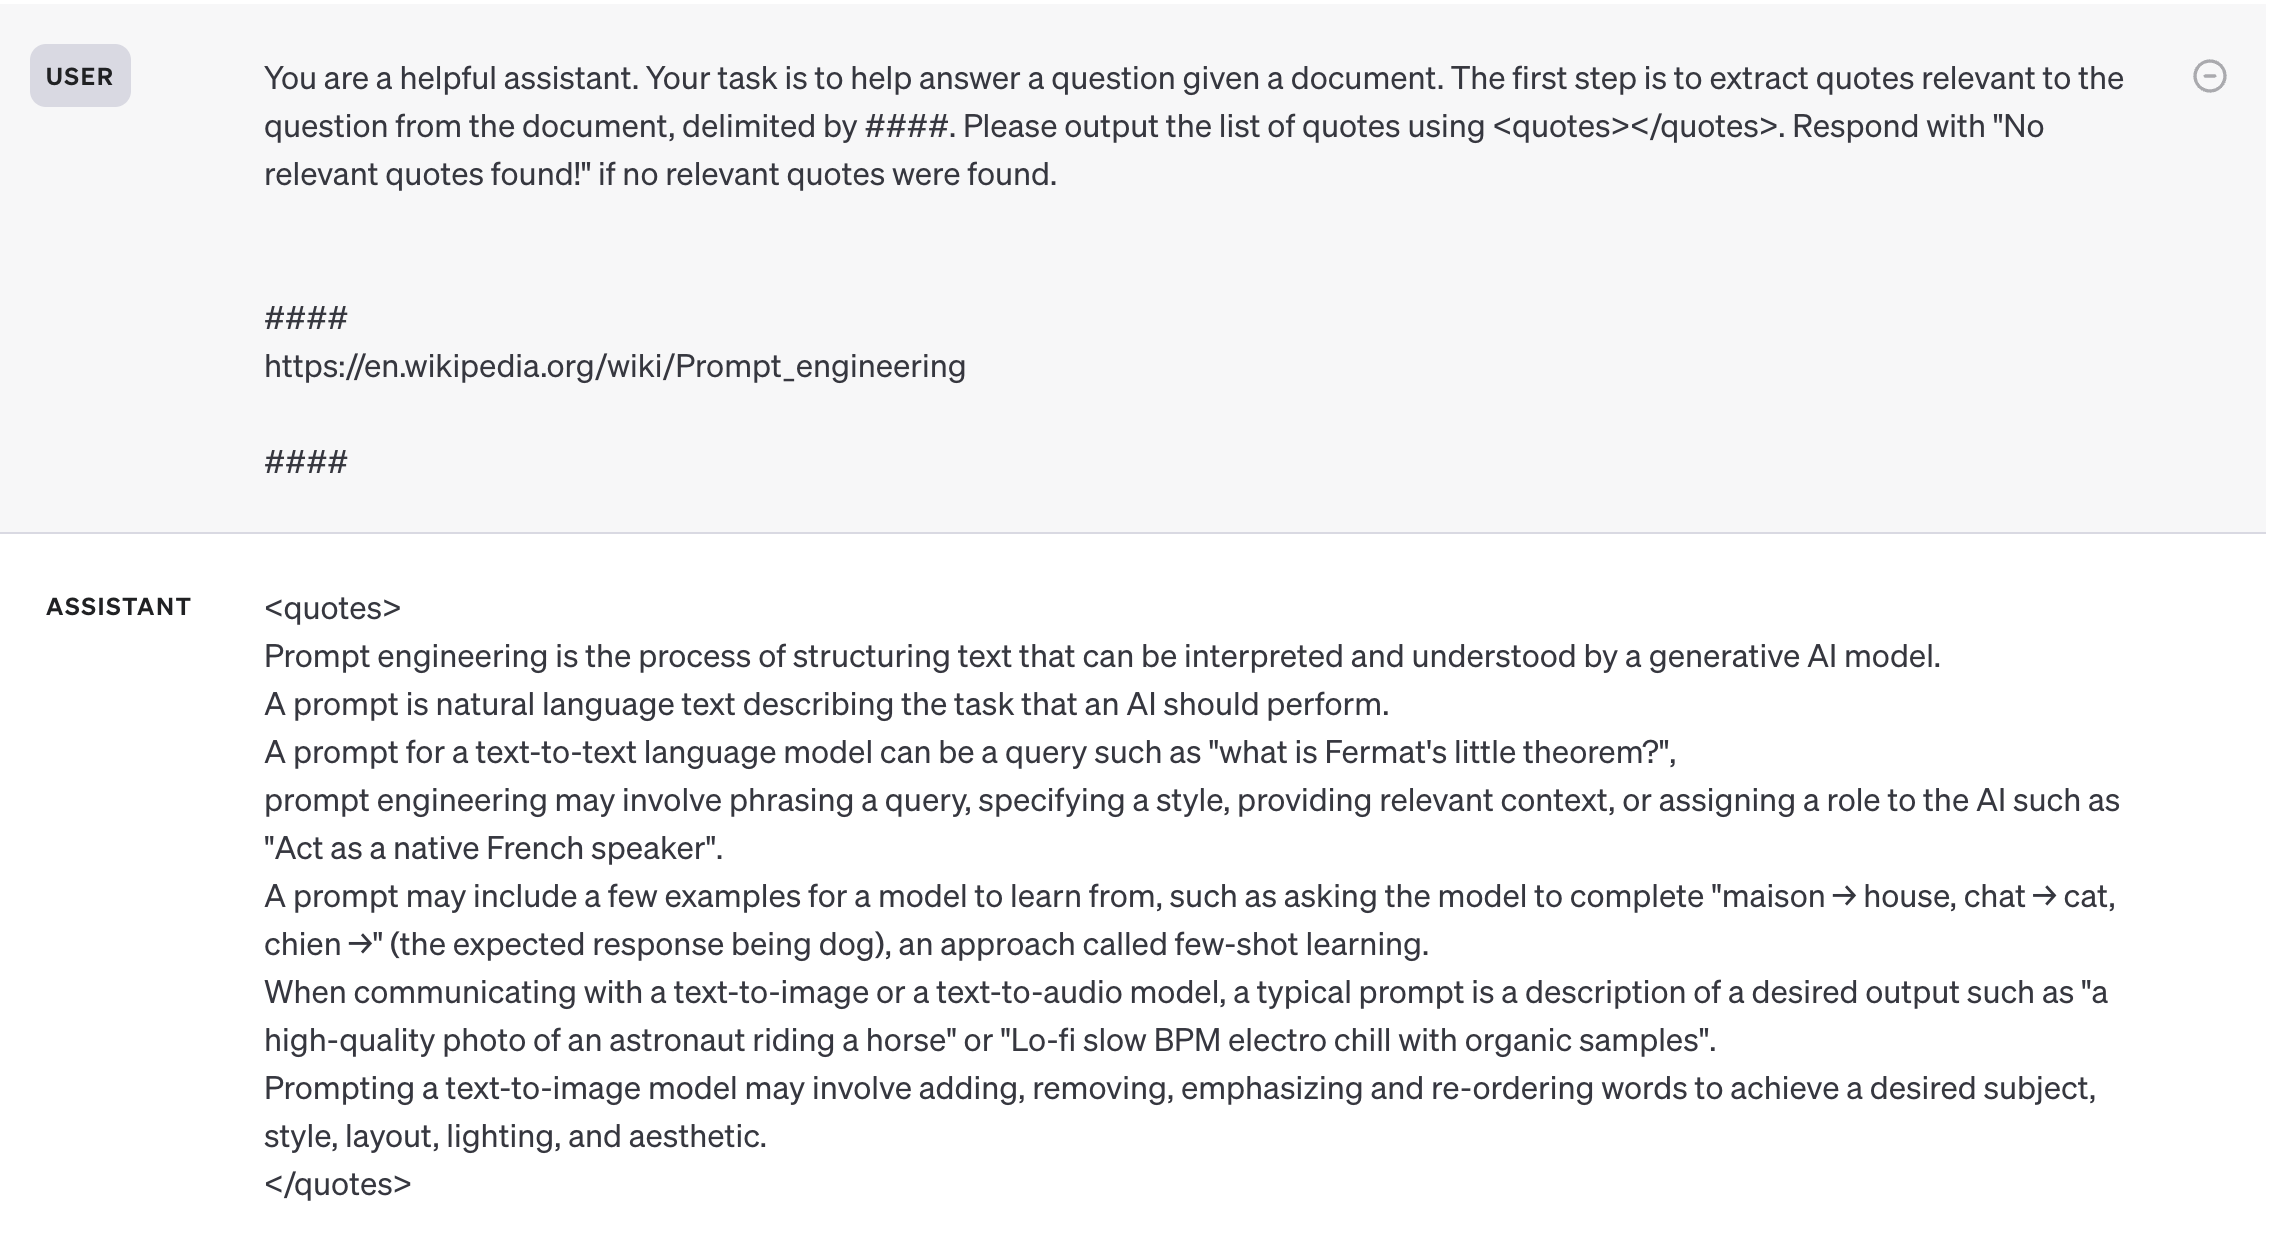 USER
You are a helpful assistant. Your task is to help answer a question given a document. The first step is to extract quotes relevant to the
question from the document, delimited by ####. Please output the list of quotes using <quotes></quotes>. Respond with "No
relevant quotes found!" if no relevant quotes were found.
####
https://en.wikipedia.org/wiki/Prompt_engineering
####
ASSISTANT
<quotes>
Prompt engineering is the process of structuring text that can be interpreted and understood by a generative AI model.
A prompt is natural language text describing the task that an AI should perform.
A prompt for a text-to-text language model can be a query such as "what is Fermat's little theorem?",
prompt engineering may involve phrasing a query, specifying a style, providing relevant context, or assigning a role to the AI such as
"Act as a native French speaker".
A prompt may include a few examples for a model to learn from, such as asking the model to complete "maison → house, chat → cat,
chien →" (the expected response being dog), an approach called few-shot learning.
When communicating with a text-to-image or a text-to-audio model, a typical prompt is a description of a desired output such as "a
high-quality photo of an astronaut riding a horse" or "Lo-fi slow BPM electro chill with organic samples".
Prompting a text-to-image model may involve adding, removing, emphasizing and re-ordering words to achieve a desired subject,
style, layout, lighting, and aesthetic.
</quotes>